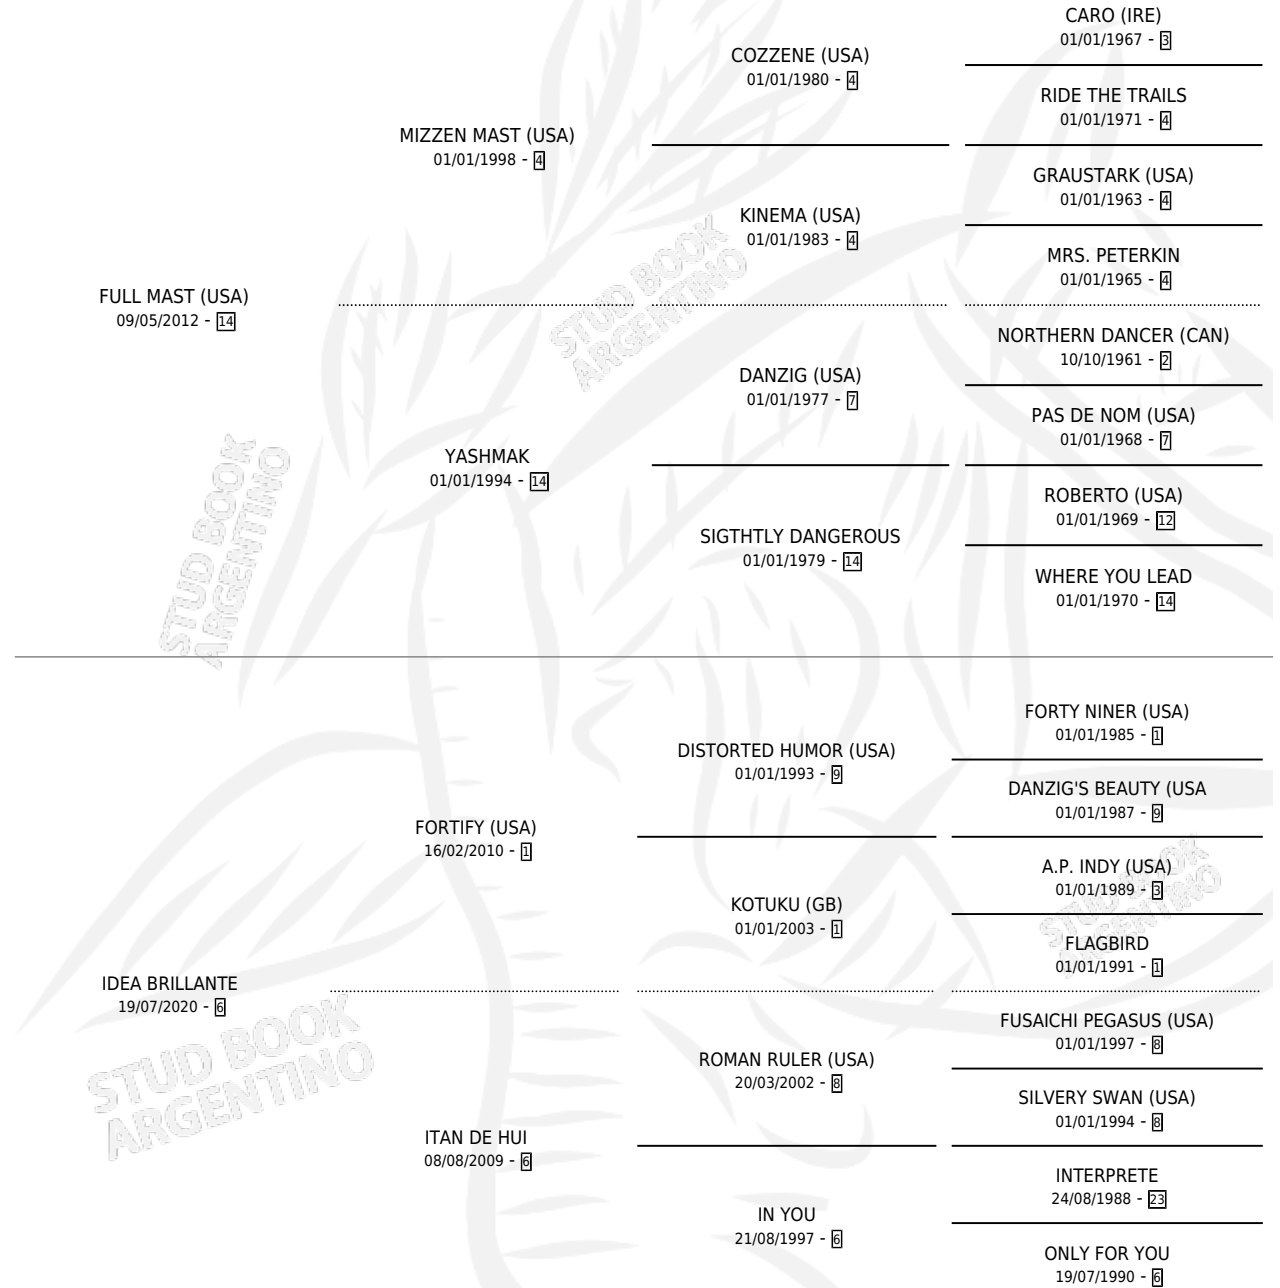 CARO (IRE)
01/01/1967 - 3
COZZENE (USA)
01/01/1980 - 4
RIDE THE TRAILS
01/01/1971 - 4
MIZZEN MAST (USA)
01/01/1998 - 4
GRAUSTARK (USA)
01/01/1963 - 4
KINEMA (USA)
01/01/1983 - 4
MRS. PETERKIN
01/01/1965 - 4
FULL MAST (USA)
09/05/2012 - 14
NORTHERN DANCER (CAN)
10/10/1961 - 2
DANZIG (USA)
01/01/1977 - 7
PAS DE NOM (USA)
01/01/1968 - 7
YASHMAK
01/01/1994 - 14
ROBERTO (USA)
01/01/1969 - 12
SIGTHTLY DANGEROUS
01/01/1979 - 14
WHERE YOU LEAD
01/01/1970 - 14
STUD BOOK
ARGENTINO
STUD BOOK
ARGENTINO
FORTY NINER (USA)
01/01/1985 - 1
DISTORTED HUMOR (USA)
01/01/1993 - 9
DANZIG'S BEAUTY (USA
01/01/1987 - 9
FORTIFY (USA)
16/02/2010 - 1
A.P. INDY (USA)
01/01/1989 - 3
KOTUKU (GB)
01/01/2003 - 1
FLAGBIRD
01/01/1991 - 1
STUD BOOK
ARGENTINO
IDEA BRILLANTE
19/07/2020 - 6
FUSAICHI PEGASUS (USA)
01/01/1997 - 8
ROMAN RULER (USA)
20/03/2002 - 8
SILVERY SWAN (USA)
01/01/1994 - 8
STUD BOOK
ARGENTINO
ITAN DE HUI
08/08/2009 - 6
INTERPRETE
24/08/1988 - 23
IN YOU
21/08/1997 - 6
ONLY FOR YOU
19/07/1990 - 6